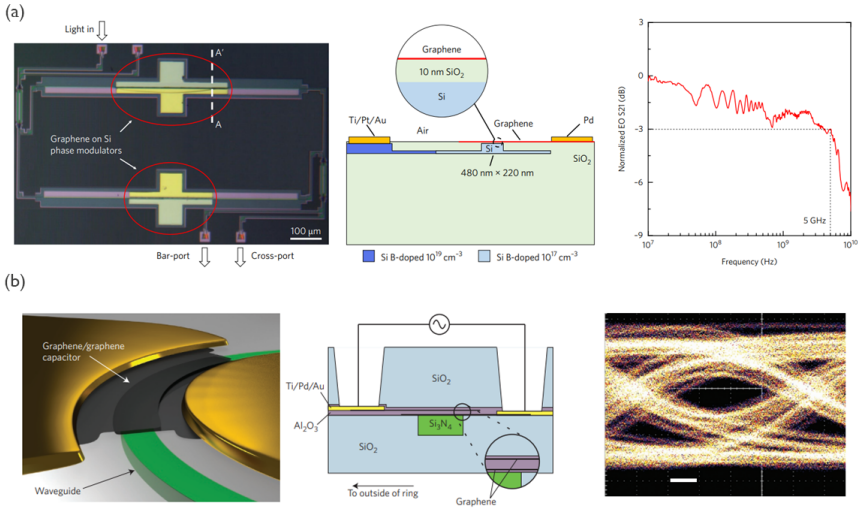 (a)
Light in
A'
A
Graphene on Si
phase modulators
100 μm
Bar-port
Cross-port
Graphene
10 nm SiO2
Si
Ti/Pt/Au
Air
Graphene
Pd
Si
SiO2
480 nm × 220 nm
Si B-doped 10^19 cm^-3
Si B-doped 10^17 cm^-3
Normalized EO S21 (dB)
0
-3
-6
-9
5 GHz
10^7
10^8
10^9
10^10
Frequency (Hz)
(b)
Graphene/graphene
capacitor
Waveguide
Ti/Pd/Au
Al2O3
SiO2
SiO2
Si3N4
To outside of ring
Graphene